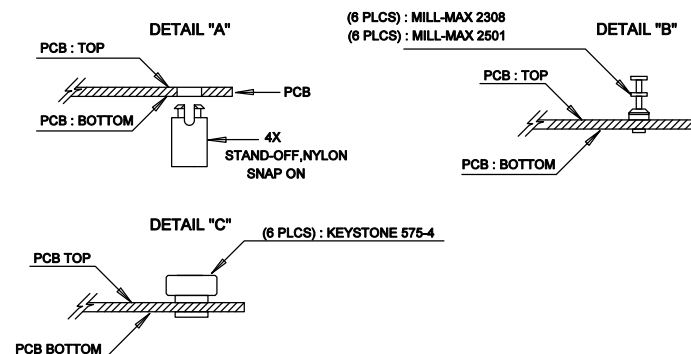 DETAIL "A"
PCB : TOP
PCB
PCB : BOTTOM
4X
STAND-OFF,NYLON
SNAP ON
(6 PLCS) : MILL-MAX 2308
(6 PLCS) : MILL-MAX 2501
DETAIL "B"
PCB : TOP
PCB : BOTTOM
DETAIL "C"
(6 PLCS) : KEYSTONE 575-4
PCB TOP
PCB BOTTOM